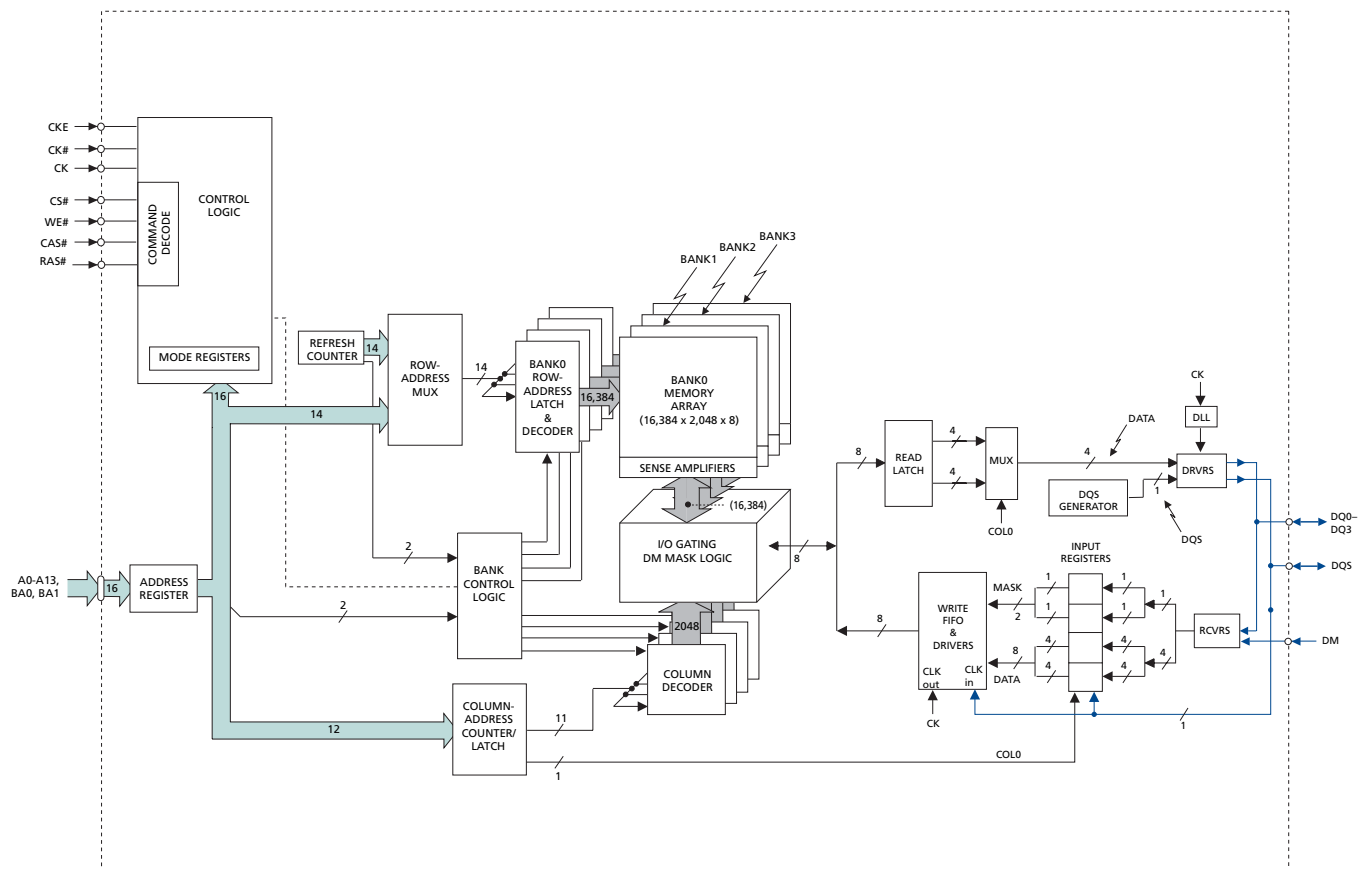 CKE
CK#
CK
CS#
WE#
CAS#
RAS#
COMMAND
DECODE
CONTROL
LOGIC
MODE REGISTERS
16
A0-A13,
BA0, BA1
16
ADDRESS
REGISTER
REFRESH
COUNTER
14
14
ROW-
ADDRESS
MUX
14
2
2
12
BANK
CONTROL
LOGIC
COLUMN-
ADDRESS
COUNTER/
LATCH
11
1
BANK0
ROW-
ADDRESS
LATCH
&
DECODER
16,384
BANK1
BANK2
BANK3
BANK0
MEMORY
ARRAY
(16,384 x 2,048 x 8)
SENSE AMPLIFIERS
(16,384)
I/O GATING
DM MASK LOGIC
2048
COLUMN
DECODER
8
8
8
READ
LATCH
4
4
MUX
COL0
4
DATA
DQS
GENERATOR
1
DQS
CK
DLL
DRVRS
DQ0–
DQ3
DQS
DM
INPUT
REGISTERS
MASK
2
1
1
1
1
1
WRITE
FIFO
&
DRIVERS
8
DATA
4
4
4
4
4
RCVRS
CLK
out
CLK
in
CK
1
COL0